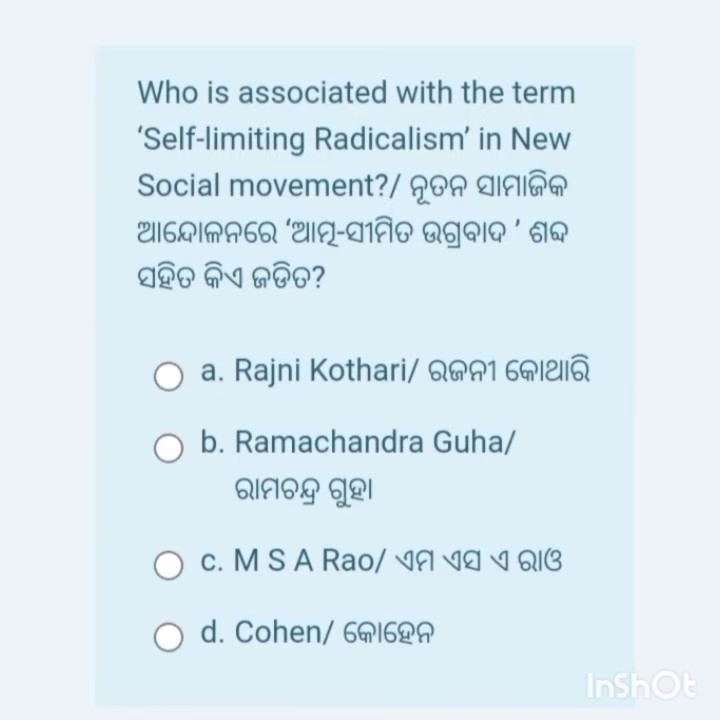 Who is associated with the term
‘Self-limiting Radicalism’ in New
Social movement?/ ନୂତନ ସାମାଜିକ
ଆନ୍ଦୋଳନରେ ‘ଆତ୍ମ-ସୀମିତ ଉଗ୍ରବାଦ ’ ଶବ୍ଦ
ସହିତ କିଏ ଜଡିତ?
a. Rajni Kothari/ ରଜନୀ କୋଥାରି
b. Ramachandra Guha/
ରାମଚନ୍ଦ୍ର ଗୁହା
c. M S A Rao/ ଏମ ଏସ ଏ ରାଓ
d. Cohen/ କୋହେନ
InShOt